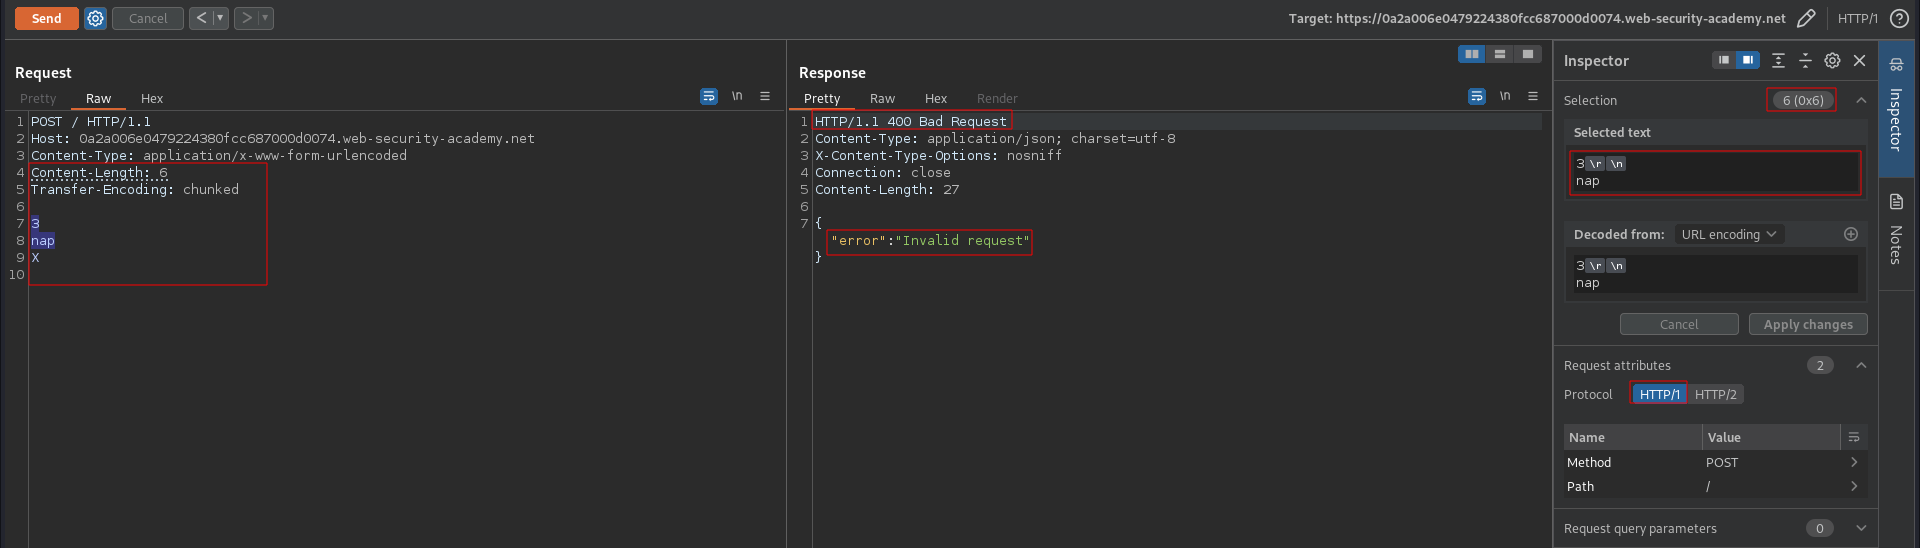 Send
Cancel
<
>
Target: https://0a2a006e0479224380fcc687000d0074.web-security-academy.net
HTTP/1
?
Request
Pretty
Raw
Hex
\n
1 POST / HTTP/1.1
2 Host: 0a2a006e0479224380fcc687000d0074.web-security-academy.net
3 Content-Type: application/x-www-form-urlencoded
4 Content-Length: 6
5 Transfer-Encoding: chunked
6
7 3
8 nap
9 X
10
Response
Pretty
Raw
Hex
Render
\n
1 HTTP/1.1 400 Bad Request
2 Content-Type: application/json; charset=utf-8
3 X-Content-Type-Options: nosniff
4 Connection: close
5 Content-Length: 27
6
7 {
"error":"Invalid request"
}
Inspector
Selection
6 (0x6)
Selected text
3 \r \n
nap
Decoded from: URL encoding
3 \r \n
nap
Cancel
Apply changes
Request attributes
2
Protocol
HTTP/1
HTTP/2
Name
Value
Method
POST
Path
/
Request query parameters
0
Inspector
Notes